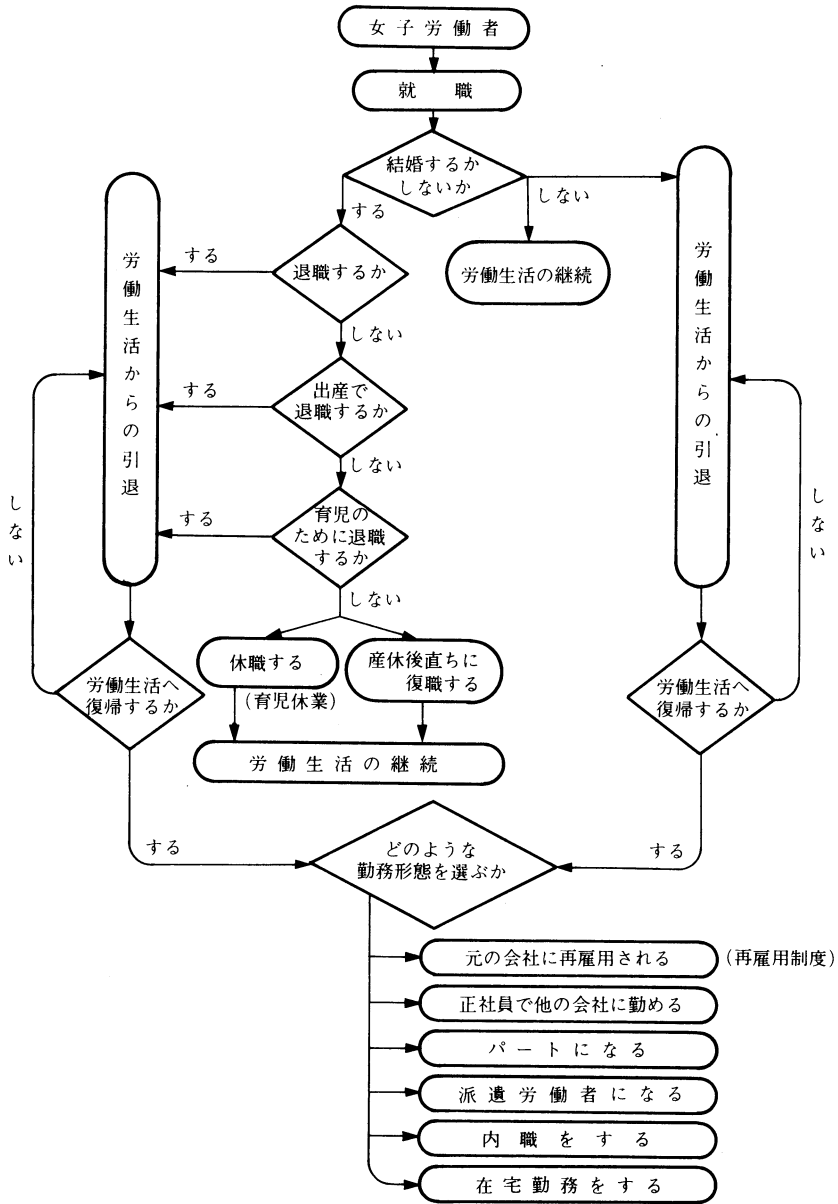 女子労働者
就職
結婚するか
しないか
しない
する
労働生活の継続
労働生活からの引退
退職するか
する
しない
出産で
退職するか
する
しない
育児の
ために退職
するか
する
しない
休職する
(育児休業)
産休後直ちに
復職する
労働生活の継続
労働生活からの引退
労働生活へ
復帰するか
しない
する
労働生活へ
復帰するか
しない
する
どのような
勤務形態を選ぶか
元の会社に再雇用される
(再雇用制度)
正社員で他の会社に勤める
パートになる
派遣労働者になる
内職をする
在宅勤務をする